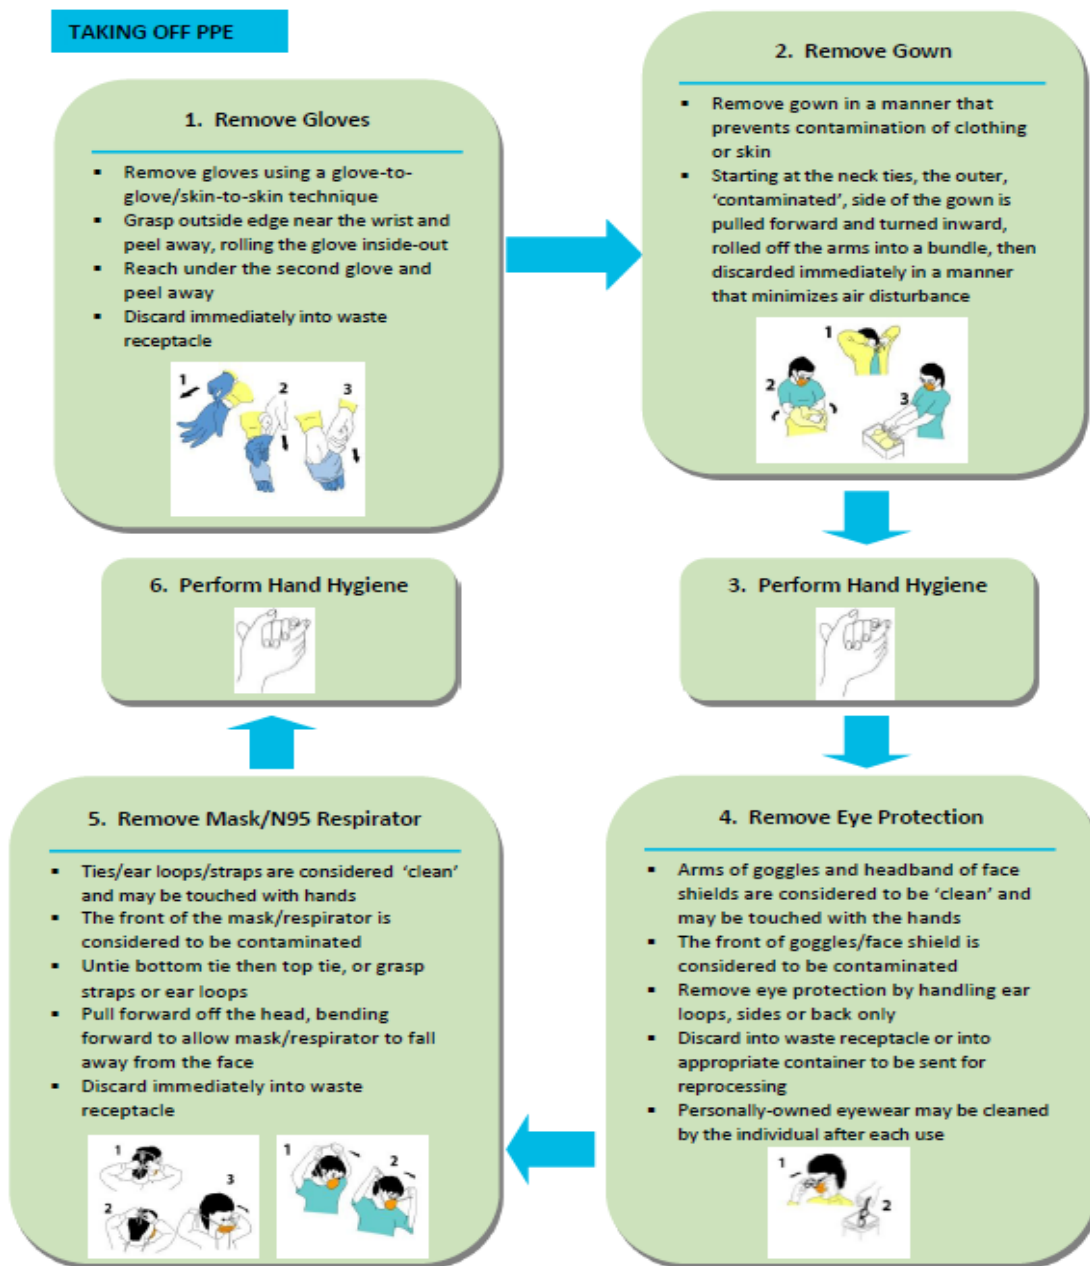 TAKING OFF PPE
1. Remove Gloves
▪ Remove gloves using a glove-to-
glove/skin-to-skin technique
▪ Grasp outside edge near the wrist and
peel away, rolling the glove inside-out
▪ Reach under the second glove and
peel away
▪ Discard immediately into waste
receptacle
1
2
3
2. Remove Gown
▪ Remove gown in a manner that
prevents contamination of clothing
or skin
▪ Starting at the neck ties, the outer,
‘contaminated’, side of the gown is
pulled forward and turned inward,
rolled off the arms into a bundle, then
discarded immediately in a manner
that minimizes air disturbance
1
2
3
3. Perform Hand Hygiene
4. Remove Eye Protection
▪ Arms of goggles and headband of face
shields are considered to be ‘clean’ and
may be touched with the hands
▪ The front of goggles/face shield is
considered to be contaminated
▪ Remove eye protection by handling ear
loops, sides or back only
▪ Discard into waste receptacle or into
appropriate container to be sent for
reprocessing
▪ Personally-owned eyewear may be cleaned
by the individual after each use
1
2
5. Remove Mask/N95 Respirator
▪ Ties/ear loops/straps are considered ‘clean’
and may be touched with hands
▪ The front of the mask/respirator is
considered to be contaminated
▪ Untie bottom tie then top tie, or grasp
straps or ear loops
▪ Pull forward off the head, bending
forward to allow mask/respirator to fall
away from the face
▪ Discard immediately into waste
receptacle
1
2
3
1
2
6. Perform Hand Hygiene